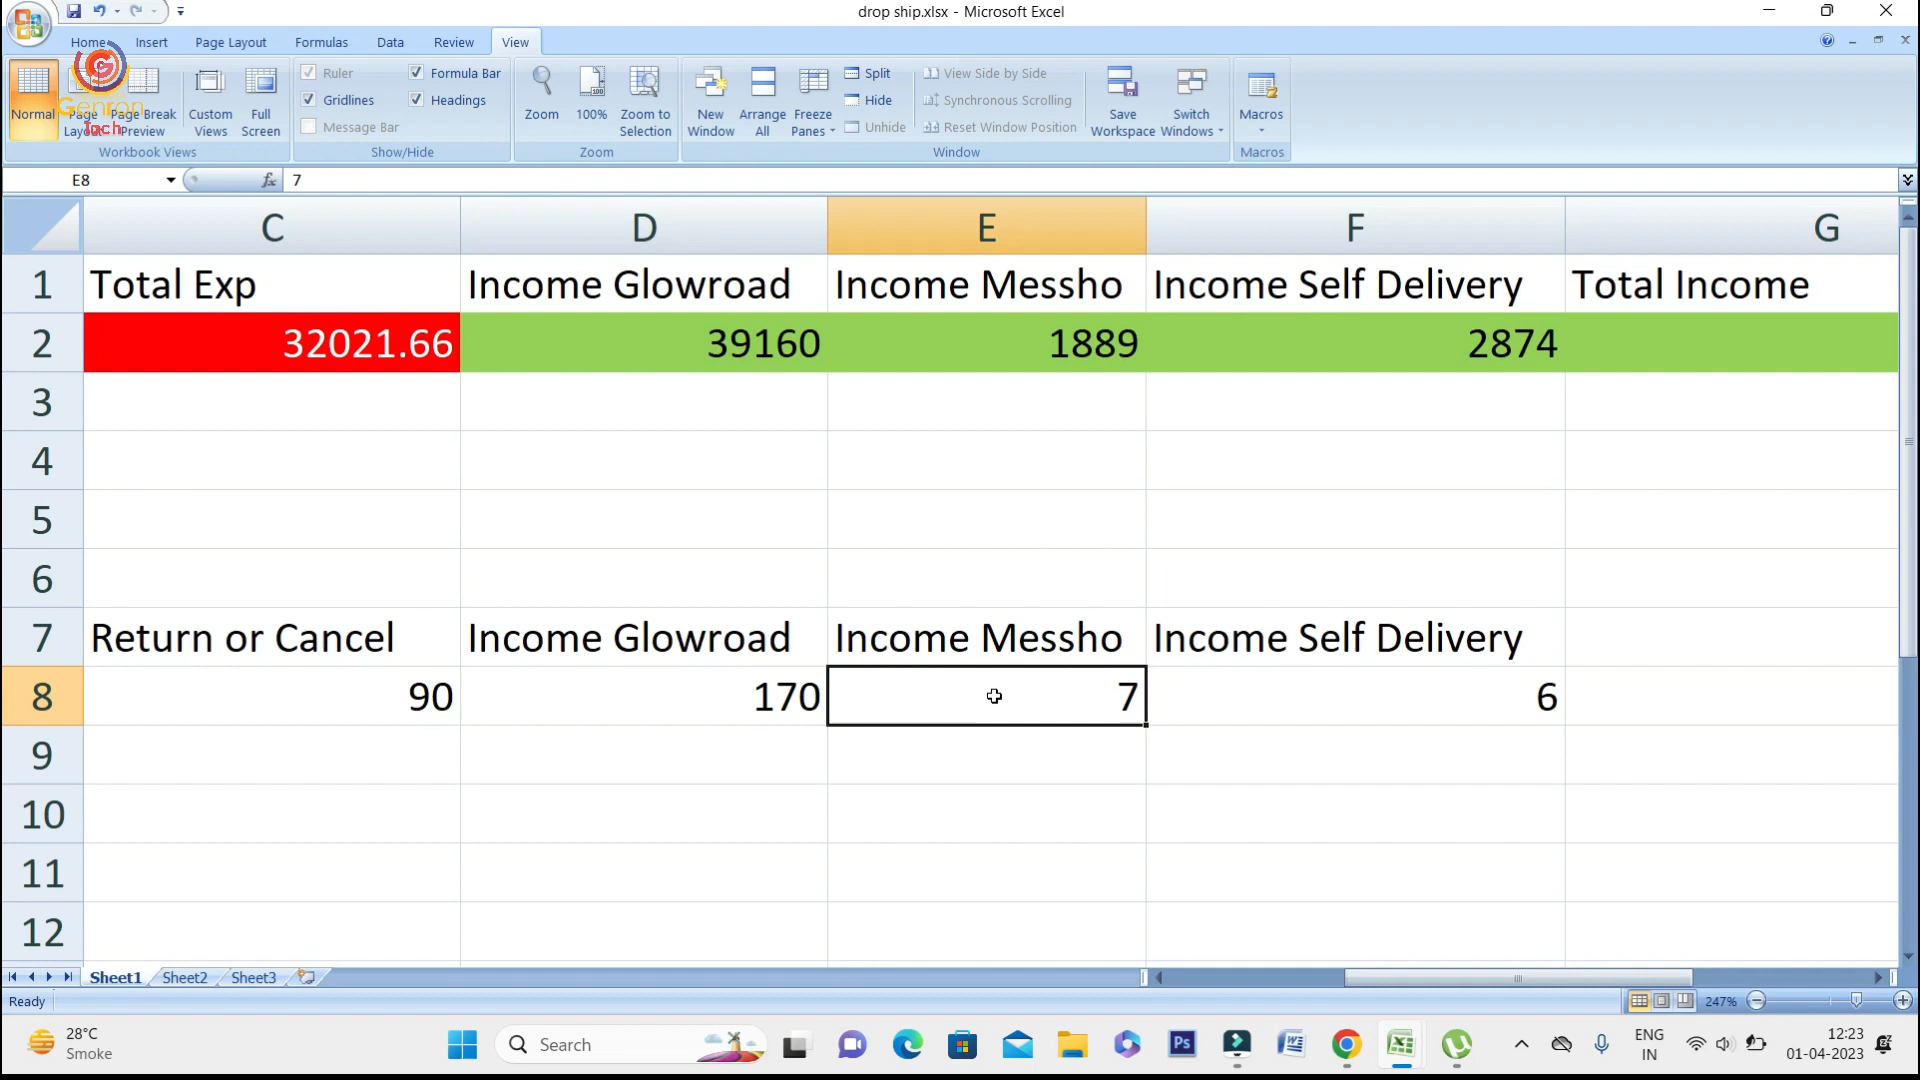 drop ship.xlsx - Microsoft Excel
Home Insert Page Layout Formulas Data Review View
Normal
Page Layout
Page Break Preview
Custom Views
Full Screen
Workbook Views
Ruler
Gridlines
Message Bar
Formula Bar
Headings
Show/Hide
Zoom
100%
Zoom to Selection
Zoom
New Window
Arrange All
Freeze Panes
Split
Hide
Unhide
View Side by Side
Synchronous Scrolling
Reset Window Position
Save Workspace
Switch Windows
Window
Macros
Macros
Genron
Tach
E8 fx 7
C D E F G
1 Total Exp Income Glowroad Income Messho Income Self Delivery Total Income
2 32021.66 39160 1889 2874
3
4
5
6
7 Return or Cancel Income Glowroad Income Messho Income Self Delivery
8 90 170 7 6
9
10
11
12
Sheet1 Sheet2 Sheet3
Ready 247%
28°C
Smoke
Search
Ps
ENG
IN
12:23
01-04-2023